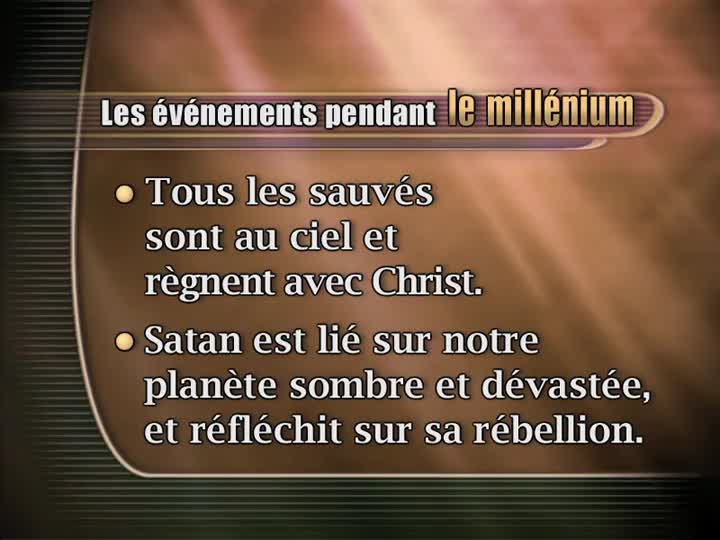 Les événements pendant le millénium
Tous les sauvés
sont au ciel et
règnent avec Christ.
Satan est lié sur notre
planète sombre et dévastée,
et réfléchit sur sa rébellion.